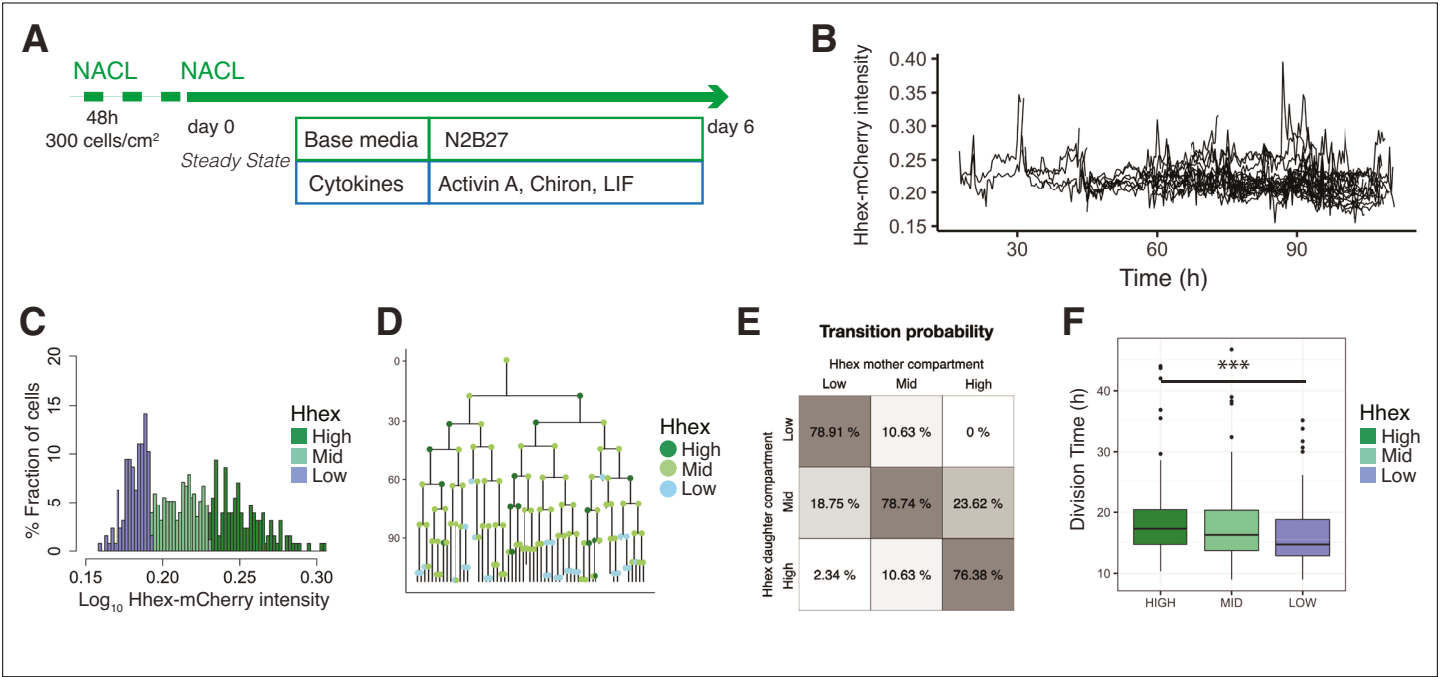 A
NACL NACL
48h
300 cells/cm²
day 0
Steady State
day 6
Base media N2B27
Cytokines Activin A, Chiron, LIF
B
Hhex-mCherry intensity
0.40
0.35
0.30
0.25
0.20
0.15
30 60 90
Time (h)
C
% Fraction of cells
20
15
10
5
0
0.15 0.20 0.25 0.30
Log₁₀ Hhex-mCherry intensity
Hhex
High
Mid
Low
D
0
30
60
90
Hhex
High
Mid
Low
E
Transition probability
Hhex mother compartment
Low Mid High
Hhex daughter compartment
Low 78.91 % 10.63 % 0 %
Mid 18.75 % 78.74 % 23.62 %
High 2.34 % 10.63 % 76.38 %
F
Division Time (h)
40
30
20
10
***
HIGH MID LOW
Hhex
High
Mid
Low